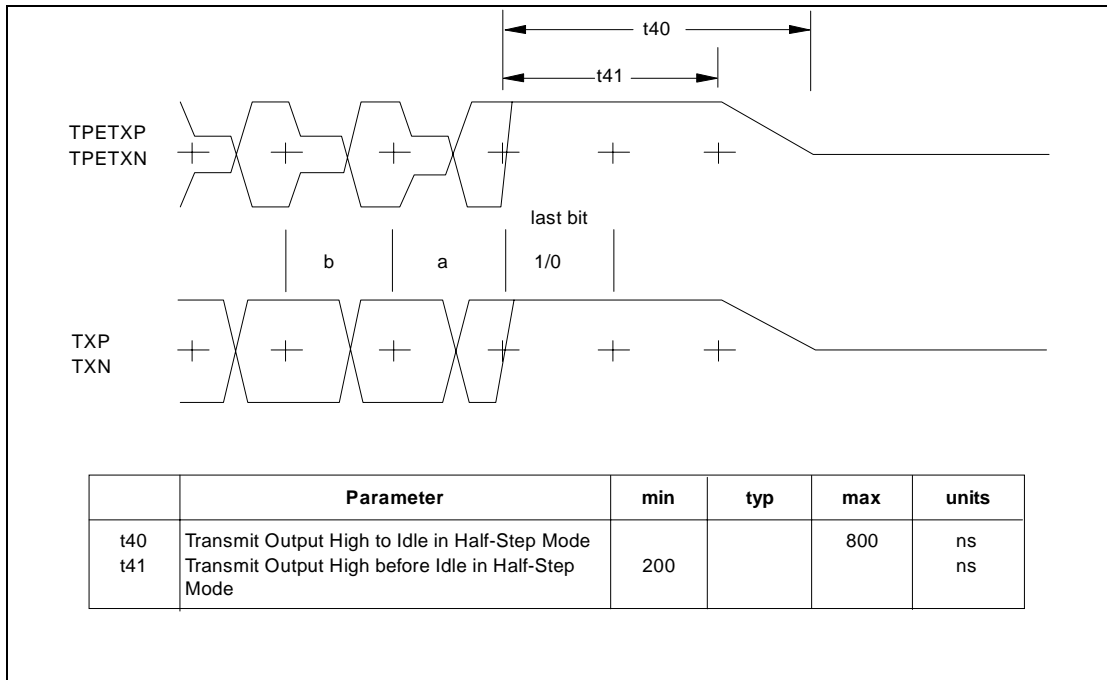 t40
t41
TPETXP
TPETXN
last bit
b a 1/0
TXP
TXN
Parameter min typ max units
t40 Transmit Output High to Idle in Half-Step Mode 800 ns
t41 Transmit Output High before Idle in Half-Step 200 ns
Mode